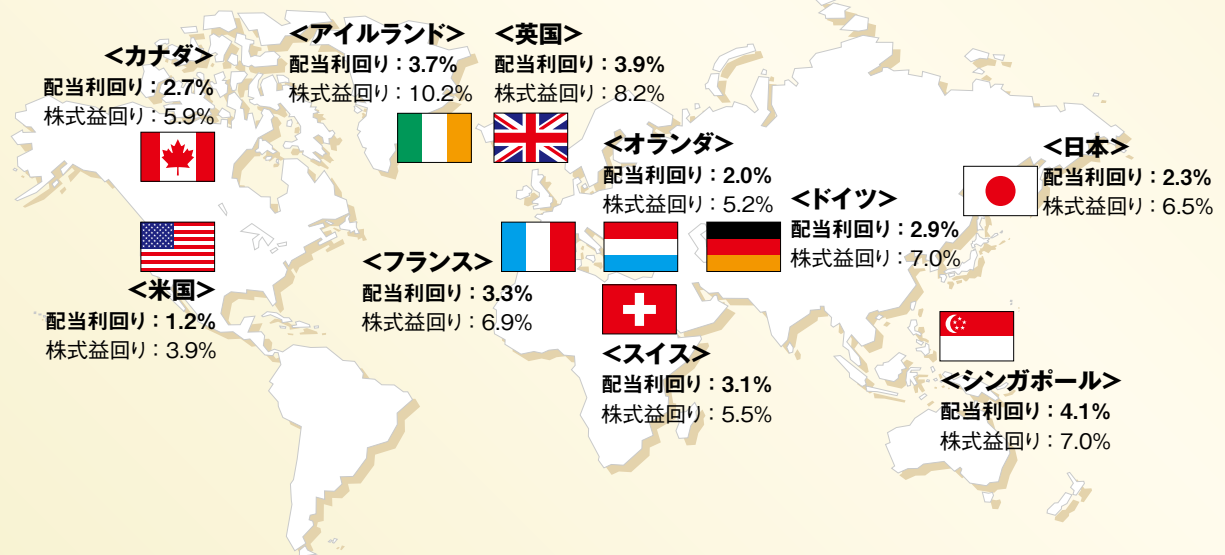 <カナダ>
配当利回り：2.7%
株式益回り：5.9%
<アイルランド>
配当利回り：3.7%
株式益回り：10.2%
<英国>
配当利回り：3.9%
株式益回り：8.2%
<オランダ>
配当利回り：2.0%
株式益回り：5.2%
<ドイツ>
配当利回り：2.9%
株式益回り：7.0%
<日本>
配当利回り：2.3%
株式益回り：6.5%
<米国>
配当利回り：1.2%
株式益回り：3.9%
<フランス>
配当利回り：3.3%
株式益回り：6.9%
<スイス>
配当利回り：3.1%
株式益回り：5.5%
<シンガポール>
配当利回り：4.1%
株式益回り：7.0%